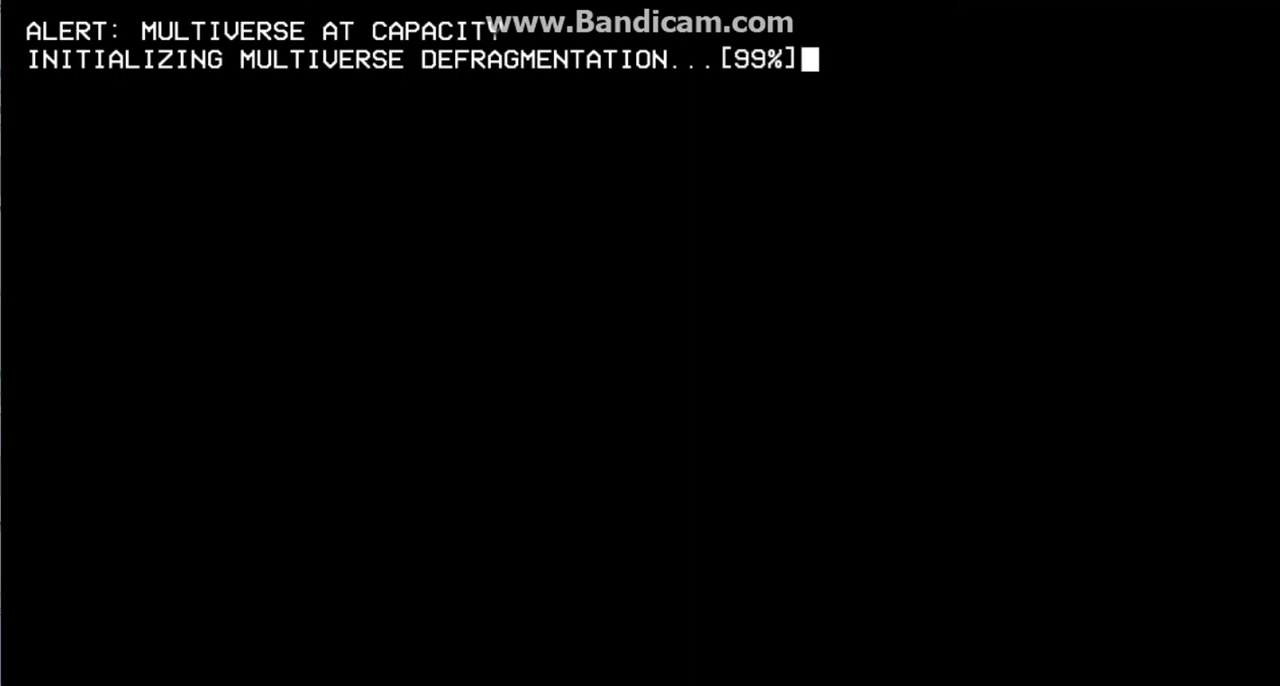 www.Bandicam.com
ALERT: MULTIVERSE AT CAPACITY
INITIALIZING MULTIVERSE DEFRAGMENTATION...[99%]